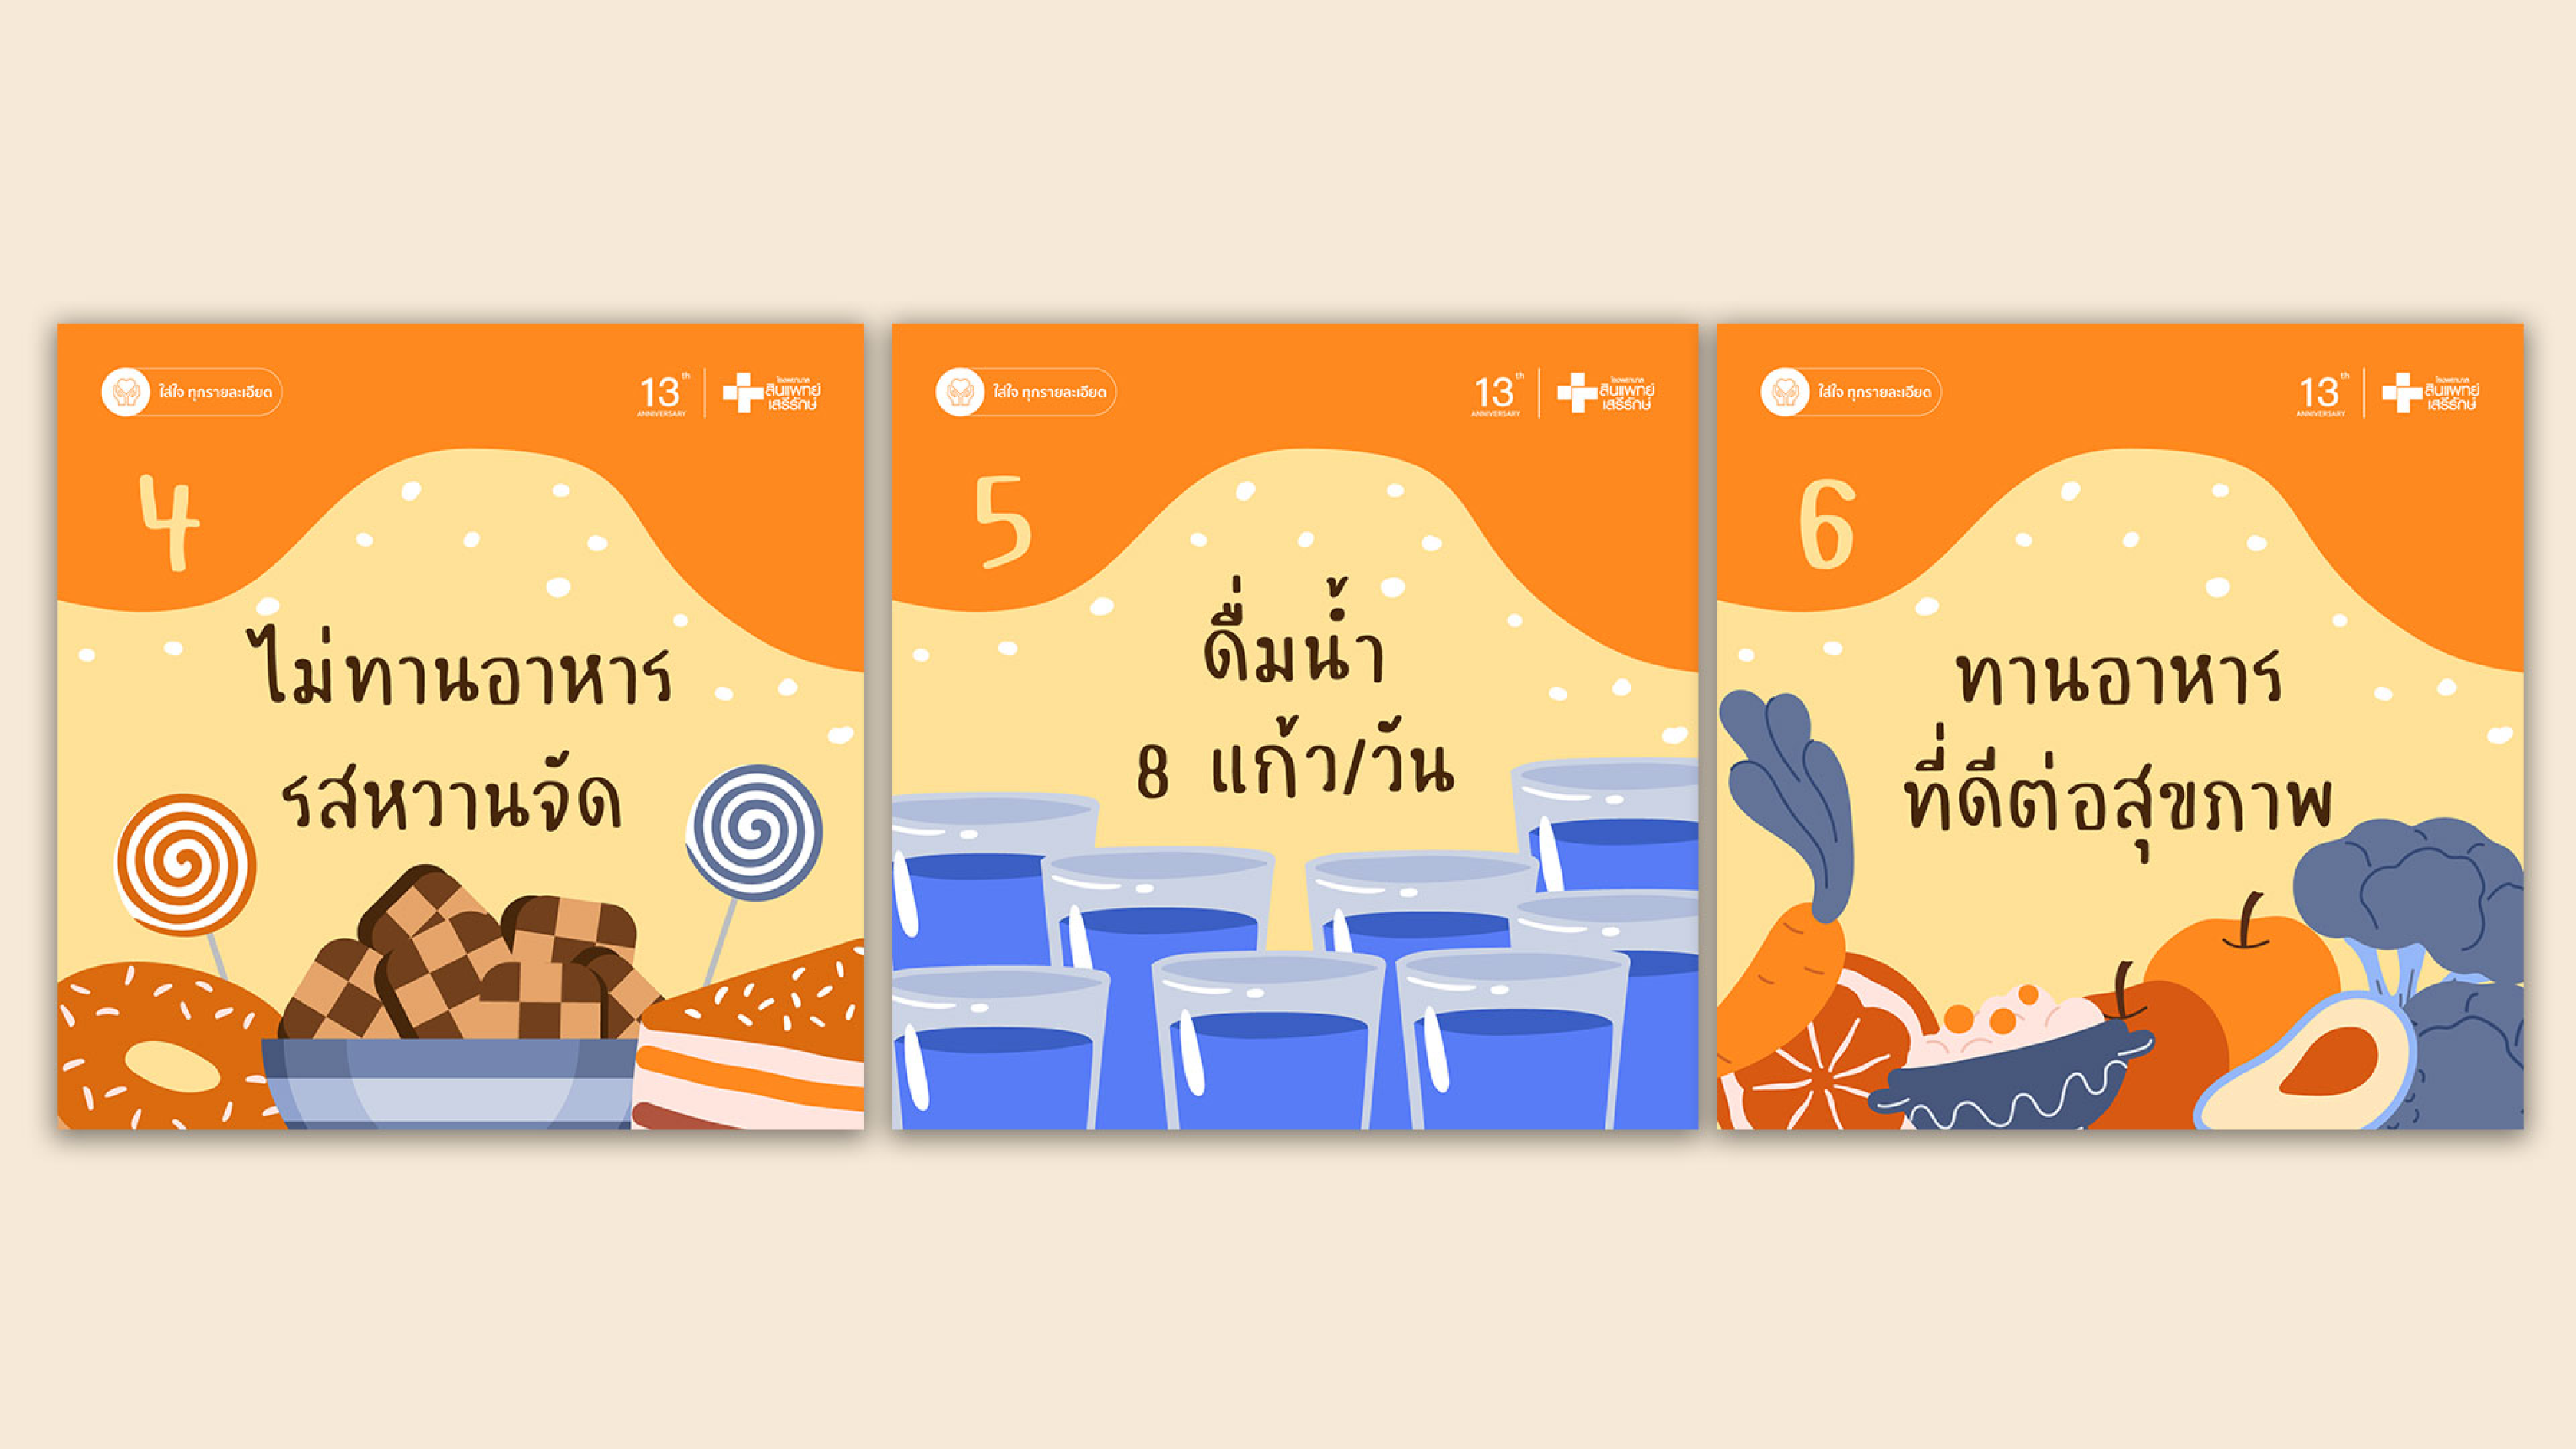 ใส่ใจ ทุกรายละเอียด
13th
ANNIVERSARY
โรงพยาบาล
สินแพทย์
เสรีรักษ์
4
ไม่ทานอาหาร
รสหวานจัด
ใส่ใจ ทุกรายละเอียด
13th
ANNIVERSARY
โรงพยาบาล
สินแพทย์
เสรีรักษ์
5
ดื่มน้ำ
8 แก้ว/วัน
ใส่ใจ ทุกรายละเอียด
13th
ANNIVERSARY
โรงพยาบาล
สินแพทย์
เสรีรักษ์
6
ทานอาหาร
ที่ดีต่อสุขภาพ